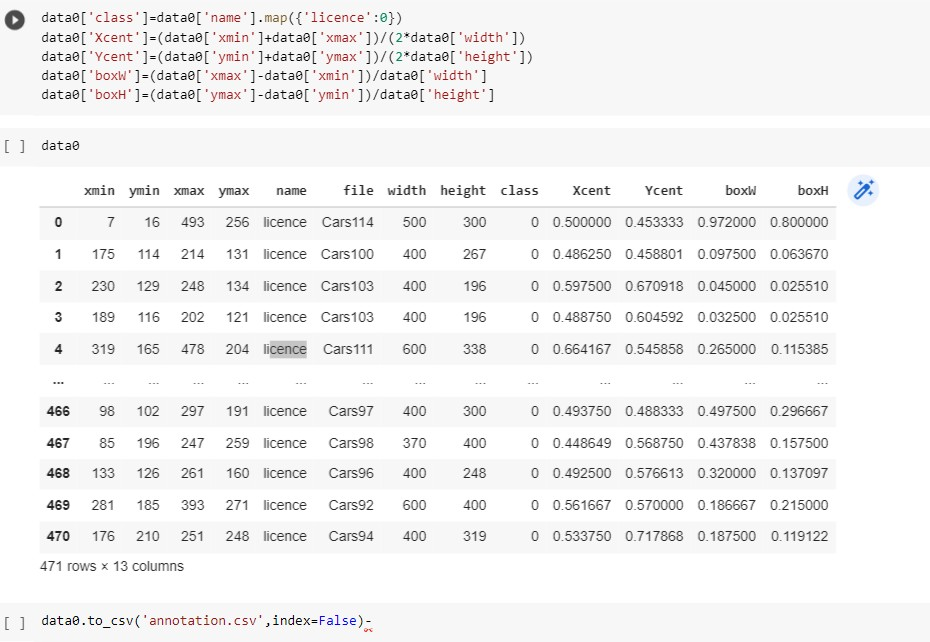 data0['class']=data0['name'].map({'licence':0})
data0['Xcent']=(data0['xmin']+data0['xmax'])/(2*data0['width'])
data0['Ycent']=(data0['ymin']+data0['ymax'])/(2*data0['height'])
data0['boxW']=(data0['xmax']-data0['xmin'])/data0['width']
data0['boxH']=(data0['ymax']-data0['ymin'])/data0['height']
[ ] data0
xmin ymin xmax ymax name file width height class Xcent Ycent boxW boxH
0 7 16 493 256 licence Cars114 500 300 0 0.500000 0.453333 0.972000 0.800000
1 175 114 214 131 licence Cars100 400 267 0 0.486250 0.458801 0.097500 0.063670
2 230 129 248 134 licence Cars103 400 196 0 0.597500 0.670918 0.045000 0.025510
3 189 116 202 121 licence Cars103 400 196 0 0.488750 0.604592 0.032500 0.025510
4 319 165 478 204 licence Cars111 600 338 0 0.664167 0.545858 0.265000 0.115385
... ... ... ... ... ... ... ... ... ... ... ... ... ...
466 98 102 297 191 licence Cars97 400 300 0 0.493750 0.488333 0.497500 0.296667
467 85 196 247 259 licence Cars98 370 400 0 0.448649 0.568750 0.437838 0.157500
468 133 126 261 160 licence Cars96 400 248 0 0.492500 0.576613 0.320000 0.137097
469 281 185 393 271 licence Cars92 600 400 0 0.561667 0.570000 0.186667 0.215000
470 176 210 251 248 licence Cars94 400 319 0 0.533750 0.717868 0.187500 0.119122
471 rows × 13 columns
[ ] data0.to_csv('annotation.csv',index=False)-